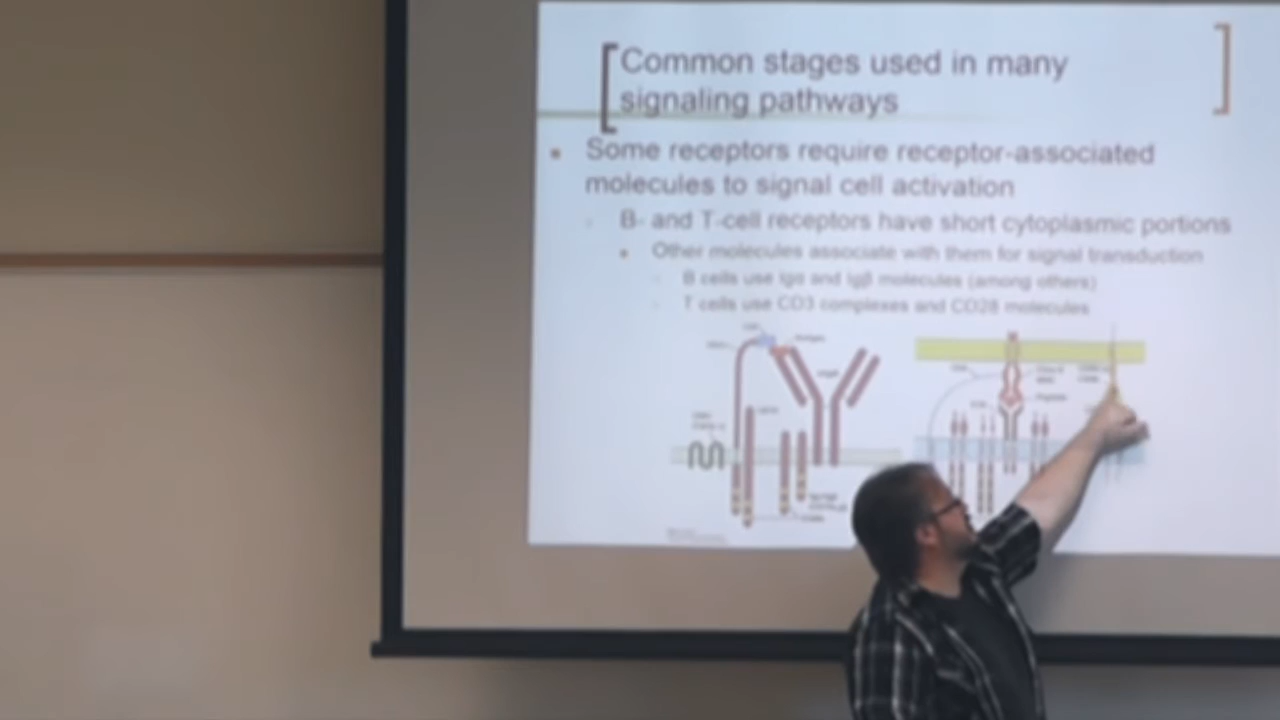 Common stages used in many
signaling pathways
Some receptors require receptor-associated
molecules to signal cell activation
B- and T-cell receptors have short cytoplasmic portions
Other molecules associate with them for signal transduction
B cells use Igα and Igβ molecules (among others)
T cells use CD3 complexes and CD28 molecules